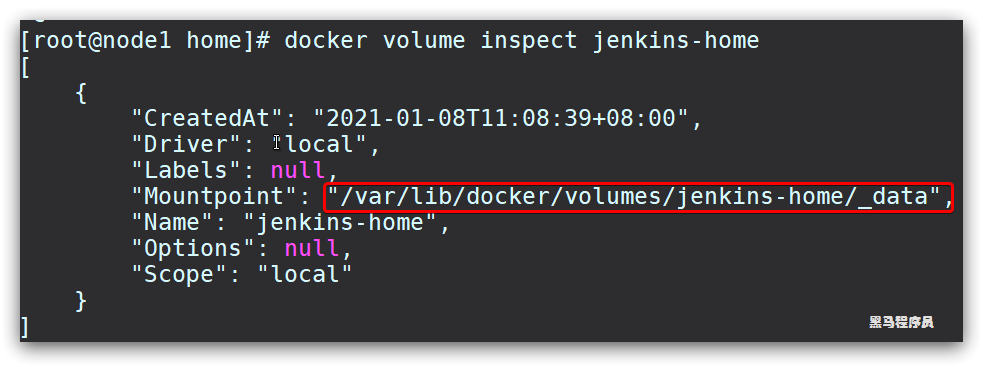 [root@node1 home]# docker volume inspect jenkins-home
[
    {
        "CreatedAt": "2021-01-08T11:08:39+08:00",
        "Driver": "local",
        "Labels": null,
        "Mountpoint": "/var/lib/docker/volumes/jenkins-home/_data",
        "Name": "jenkins-home",
        "Options": null,
        "Scope": "local"
    }
]
黑马程序员